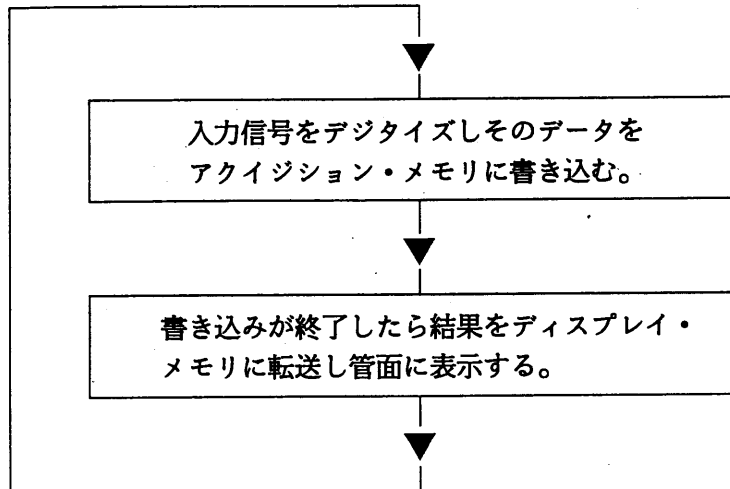 入力信号をデジタイズしそのデータを
アクイジション・メモリに書き込む。
書き込みが終了したら結果をディスプレイ・
メモリに転送し管面に表示する。